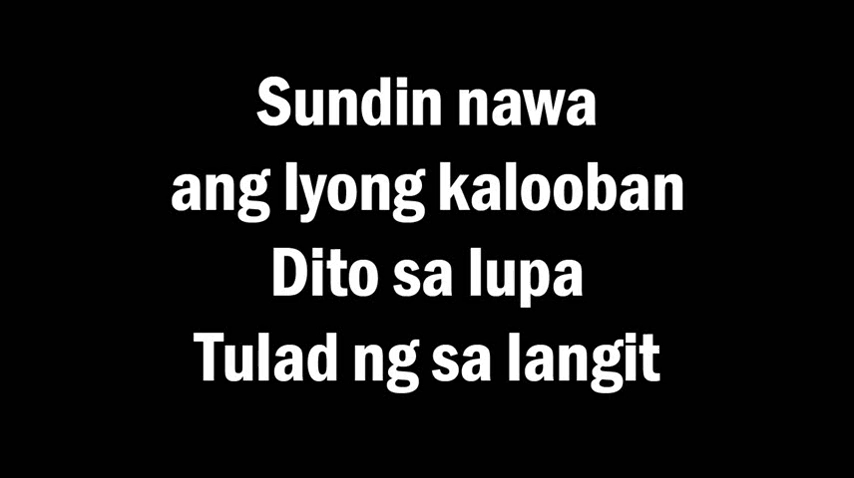 Sundin nawa
ang Iyong kalooban
Dito sa lupa
Tulad ng sa langit